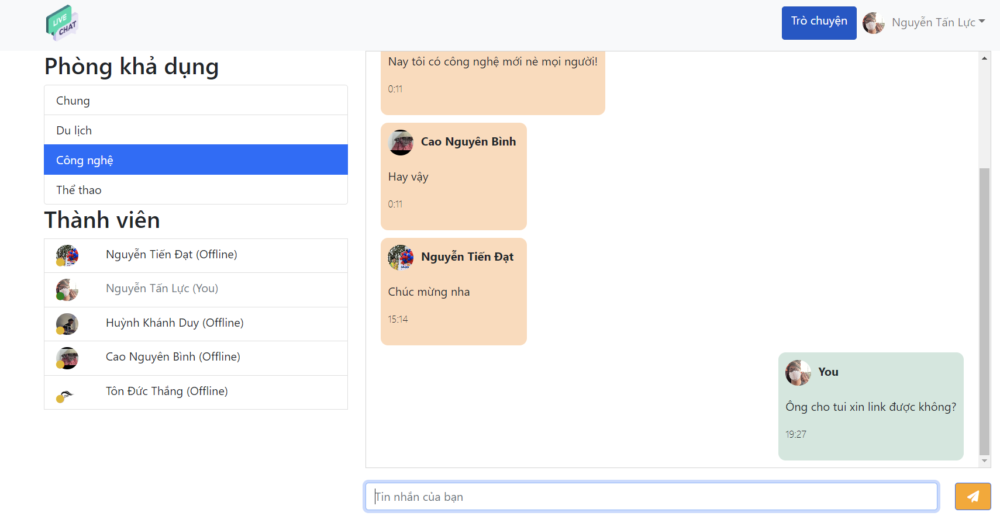 LIVE
CHAT
Trò chuyện
Nguyễn Tấn Lực
Phòng khả dụng
Chung
Du lịch
Công nghệ
Thể thao
Thành viên
Nguyễn Tiến Đạt (Offline)
Nguyễn Tấn Lực (You)
Huỳnh Khánh Duy (Offline)
Cao Nguyên Bình (Offline)
Tôn Đức Thắng (Offline)
Nay tôi có công nghệ mới nè mọi người!
0:11
Cao Nguyên Bình
Hay vậy
0:11
Nguyễn Tiến Đạt
Chúc mừng nha
15:14
You
Ông cho tui xin link được không?
19:27
Tin nhắn của bạn